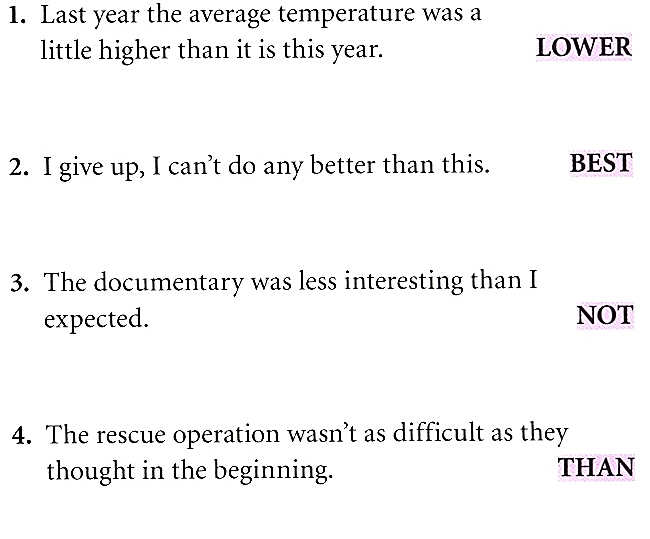 1. Last year the average temperature was a
little higher than it is this year. LOWER
2. I give up, I can't do any better than this. BEST
3. The documentary was less interesting than I
expected. NOT
4. The rescue operation wasn't as difficult as they
thought in the beginning. THAN